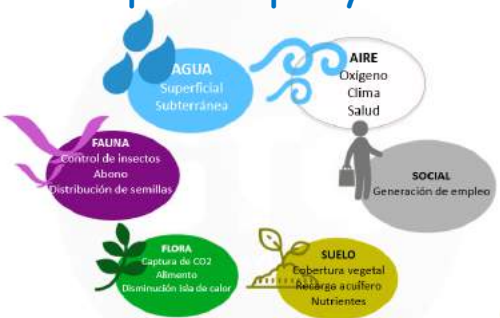 AGUA
Superficial
Subterránea
AIRE
Oxígeno
Clima
Salud
FAUNA
Control de insectos
Abono
Distribución de semillas
SOCIAL
Generación de empleo
FLORA
Captura de CO2
Alimento
Disminución Isla de calor
SUELO
Cobertura vegetal
Recarga acuífero
Nutrientes